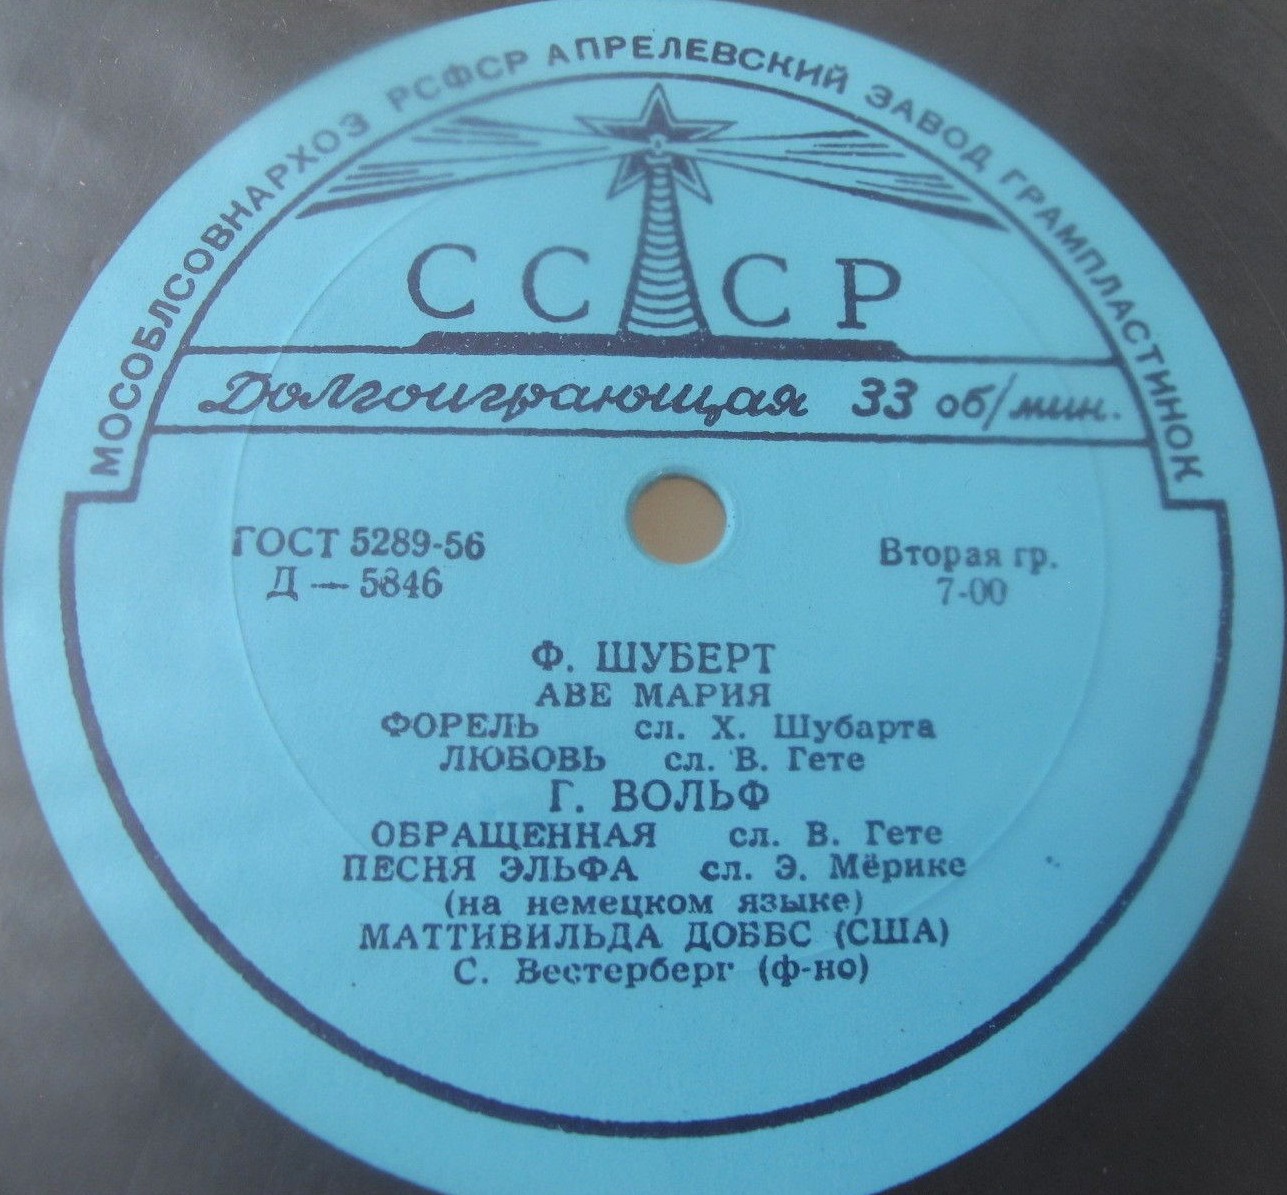 МОСОБЛСОВНАРХОЗ РСФСР АПРЕЛЕВСКИЙ ЗАВОД ГРАМПЛАСТИНОК
СССР
Долгоиграющая 33 об/мин.
ГОСТ 5289-56
Д — 5846
Вторая гр.
7-00
Ф. ШУБЕРТ
АВЕ МАРИЯ
ФОРЕЛЬ сл. Х. Шубарта
ЛЮБОВЬ сл. В. Гете
Г. ВОЛЬФ
ОБРАЩЕННАЯ сл. В. Гете
ПЕСНЯ ЭЛЬФА сл. Э. Мёрике
(на немецком языке)
МАТТИВИЛЬДА ДОББС (США)
С. Вестерберг (ф-но)